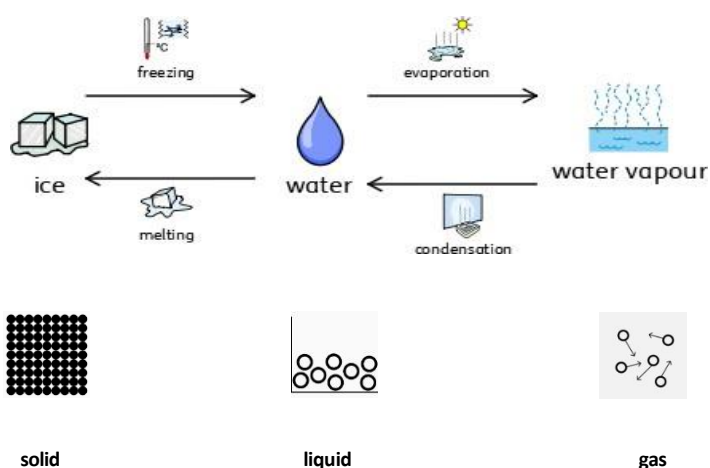 °C
freezing
evaporation
ice
water
water vapour
melting
condensation
solid
liquid
gas